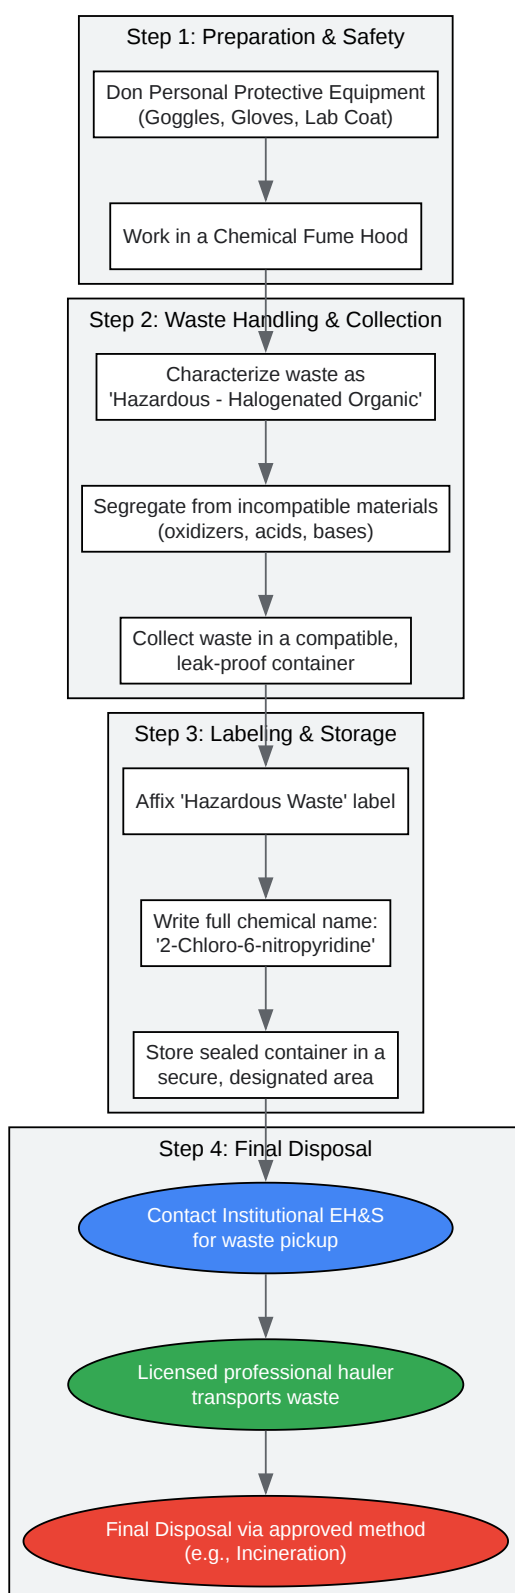 Step 1: Preparation & Safety
Don Personal Protective Equipment
(Goggles, Gloves, Lab Coat)
Work in a Chemical Fume Hood
Step 2: Waste Handling & Collection
Characterize waste as
'Hazardous - Halogenated Organic'
Segregate from incompatible materials
(oxidizers, acids, bases)
Collect waste in a compatible,
leak-proof container
Step 3: Labeling & Storage
Affix 'Hazardous Waste' label
Write full chemical name:
'2-Chloro-6-nitropyridine'
Store sealed container in a
secure, designated area
Step 4: Final Disposal
Contact Institutional EH&S
for waste pickup
Licensed professional hauler
transports waste
Final Disposal via approved method
(e.g., Incineration)